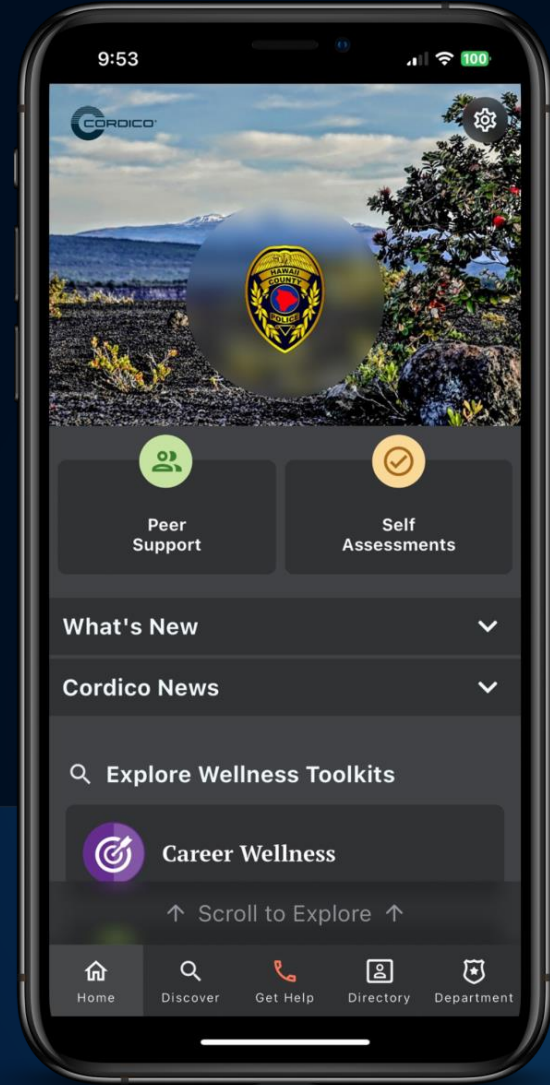 9:53
100
CORDICO
HAWAII
COUNTY
POLICE
Peer
Support
Self
Assessments
What's New
Cordico News
Explore Wellness Toolkits
Career Wellness
↑ Scroll to Explore ↑
Home
Discover
Get Help
Directory
Department